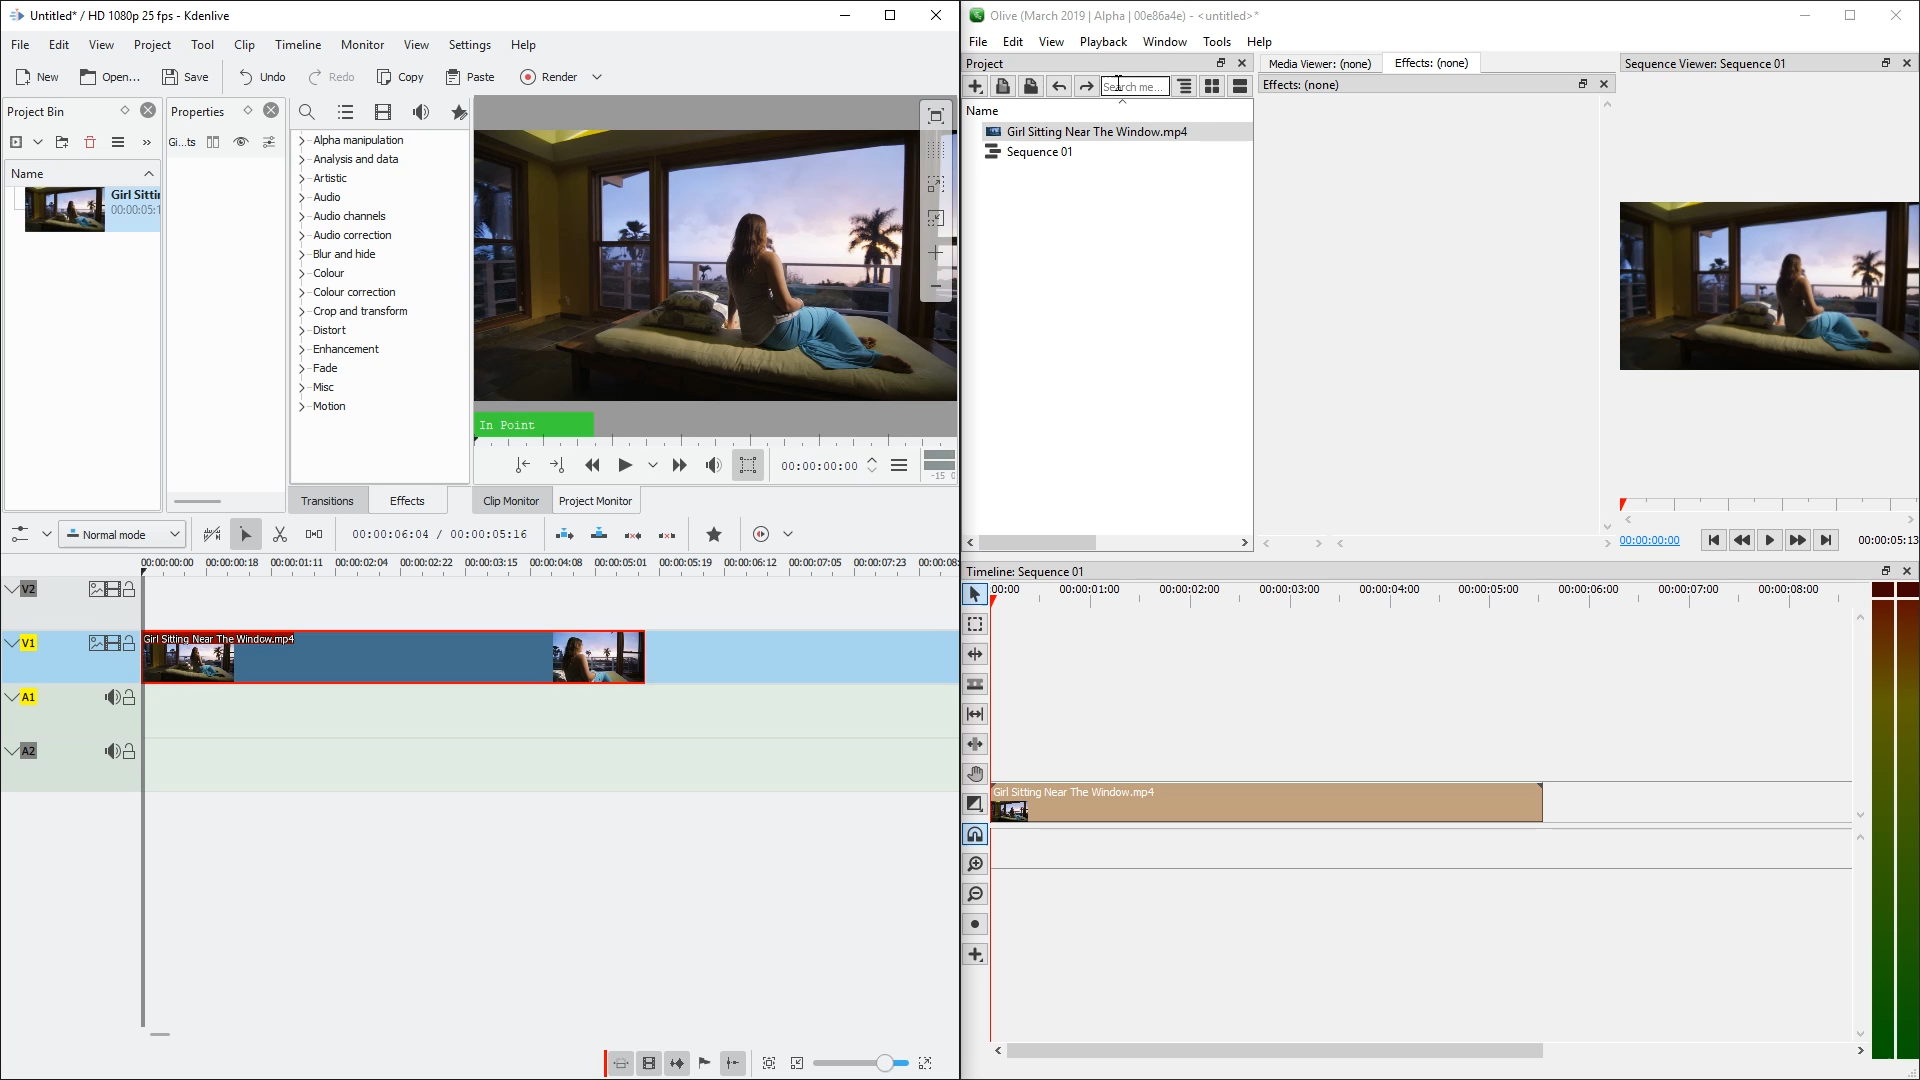 Untitled* / HD 1080p 25 fps - Kdenlive
File Edit View Project Tool Clip Timeline Monitor View Settings Help
New Open... Save Undo Redo Copy Paste Render
Project Bin
Properties
Gi...ts
Name
Girl Sittin
00:00:05:1
Alpha manipulation
Analysis and data
Artistic
Audio
Audio channels
Audio correction
Blur and hide
Colour
Colour correction
Crop and transform
Distort
Enhancement
Fade
Misc
Motion
In Point
00:00:00:00
-15 0
Transitions Effects
Clip Monitor Project Monitor
Normal mode
00:00:06:04 / 00:00:05:16
00:00:00:00 00:00:00:18 00:00:01:11 00:00:02:04 00:00:02:22 00:00:03:15 00:00:04:08 00:00:05:01 00:00:05:19 00:00:06:12 00:00:07:05 00:00:07:23 00:00:08:
V2
V1
Girl Sitting Near The Window.mp4
A1
A2
Olive (March 2019 | Alpha | 00e86a4e) - <untitled>*
File Edit View Playback Window Tools Help
Project
Search me...
Name
Girl Sitting Near The Window.mp4
Sequence 01
Media Viewer: (none) Effects: (none)
Effects: (none)
Sequence Viewer: Sequence 01
00:00:00:00
00:00:05:13
Timeline: Sequence 01
00:00 00:00:01:00 00:00:02:00 00:00:03:00 00:00:04:00 00:00:05:00 00:00:06:00 00:00:07:00 00:00:08:00
Girl Sitting Near The Window.mp4